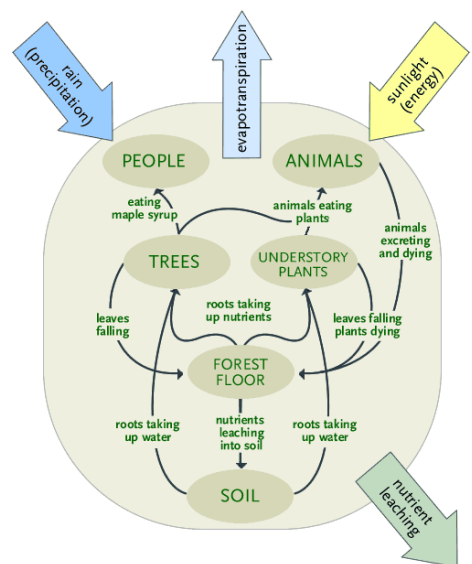 rain
(precipitation)
evapotranspiration
sunlight
(energy)
PEOPLE
ANIMALS
eating
maple syrup
animals eating
plants
animals
excreting
and dying
TREES
UNDERSTORY
PLANTS
roots taking
up nutrients
leaves
falling
leaves falling
plants dying
FOREST
FLOOR
roots taking
up water
nutrients
leaching
into soil
roots taking
up water
SOIL
nutrient
leaching